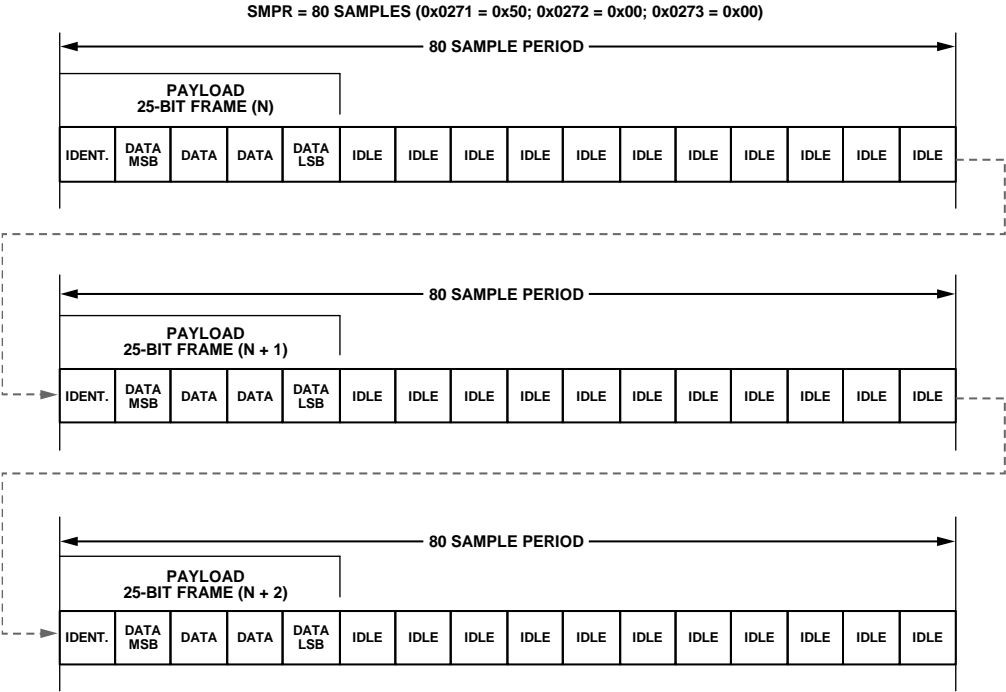 SMPR = 80 SAMPLES (0x0271 = 0x50; 0x0272 = 0x00; 0x0273 = 0x00)
80 SAMPLE PERIOD
PAYLOAD
25-BIT FRAME (N)
IDENT. DATA MSB DATA DATA DATA LSB IDLE IDLE IDLE IDLE IDLE IDLE IDLE IDLE IDLE IDLE IDLE
80 SAMPLE PERIOD
PAYLOAD
25-BIT FRAME (N + 1)
IDENT. DATA MSB DATA DATA DATA LSB IDLE IDLE IDLE IDLE IDLE IDLE IDLE IDLE IDLE IDLE IDLE
80 SAMPLE PERIOD
PAYLOAD
25-BIT FRAME (N + 2)
IDENT. DATA MSB DATA DATA DATA LSB IDLE IDLE IDLE IDLE IDLE IDLE IDLE IDLE IDLE IDLE IDLE